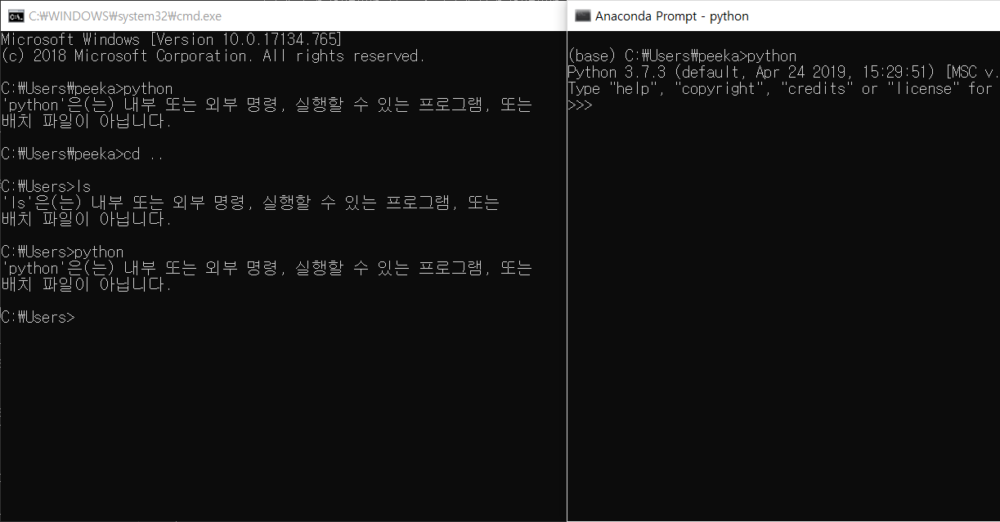 C:₩WINDOWS₩system32₩cmd.exe
Microsoft Windows [Version 10.0.17134.765]
(c) 2018 Microsoft Corporation. All rights reserved.
C:₩Users₩peeka>python
'python'은(는) 내부 또는 외부 명령, 실행할 수 있는 프로그램, 또는
배치 파일이 아닙니다.
C:₩Users₩peeka>cd ..
C:₩Users>ls
'ls'은(는) 내부 또는 외부 명령, 실행할 수 있는 프로그램, 또는
배치 파일이 아닙니다.
C:₩Users>python
'python'은(는) 내부 또는 외부 명령, 실행할 수 있는 프로그램, 또는
배치 파일이 아닙니다.
C:₩Users>
Anaconda Prompt - python
(base) C:₩Users₩peeka>python
Python 3.7.3 (default, Apr 24 2019, 15:29:51) [MSC v.
Type "help", "copyright", "credits" or "license" for
>>>